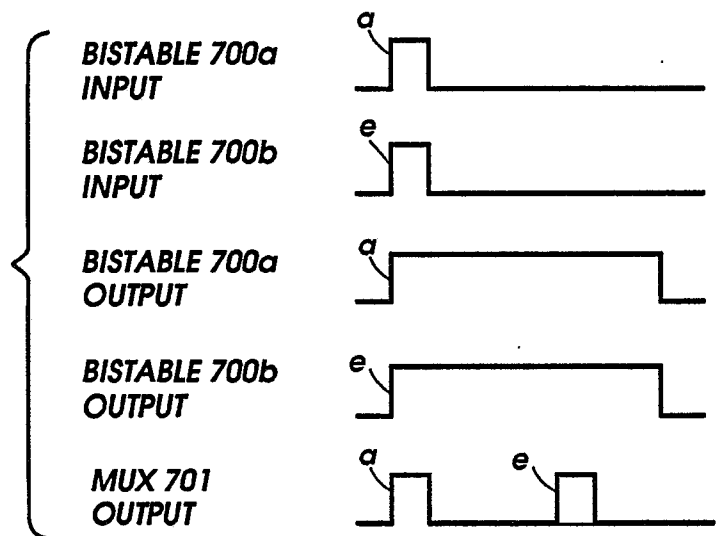 a
BISTABLE 700a
INPUT
e
BISTABLE 700b
INPUT
a
BISTABLE 700a
OUTPUT
e
BISTABLE 700b
OUTPUT
a
e
MUX 701
OUTPUT